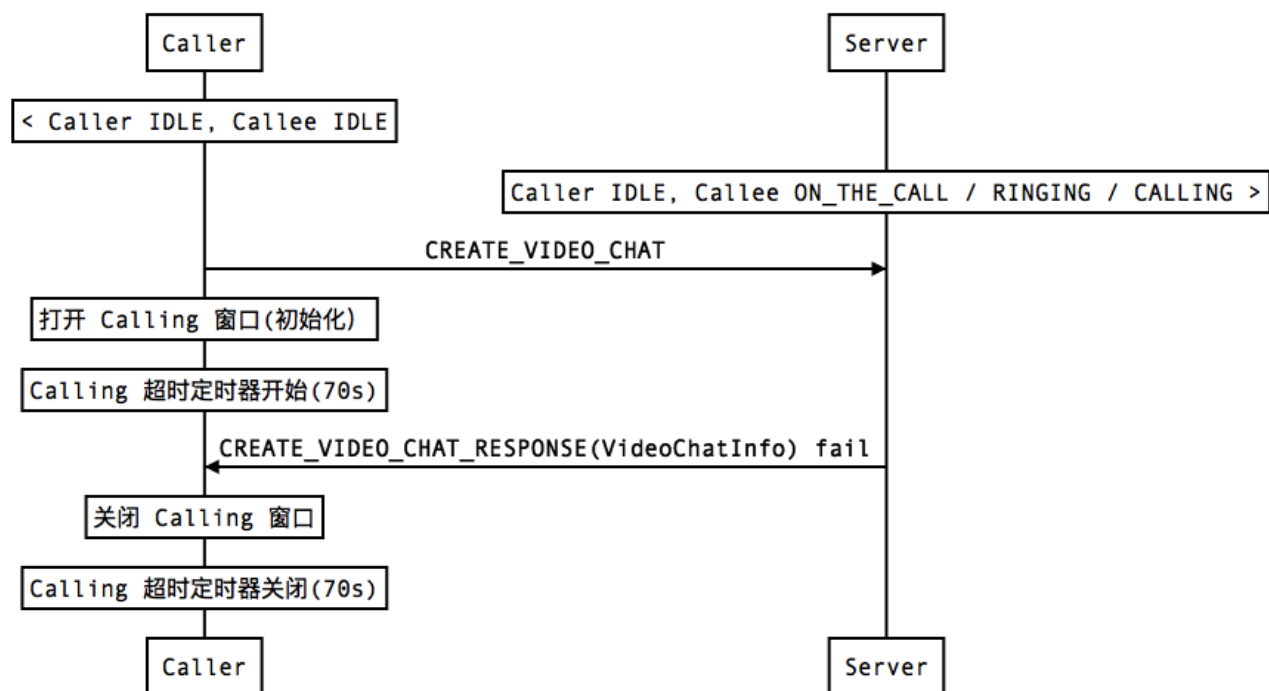 Caller
Server
< Caller IDLE, Callee IDLE
Caller IDLE, Callee ON_THE_CALL / RINGING / CALLING >
CREATE_VIDEO_CHAT
打开 Calling 窗口(初始化）
Calling 超时定时器开始(70s)
CREATE_VIDEO_CHAT_RESPONSE(VideoChatInfo) fail
关闭 Calling 窗口
Calling 超时定时器关闭(70s)
Caller
Server